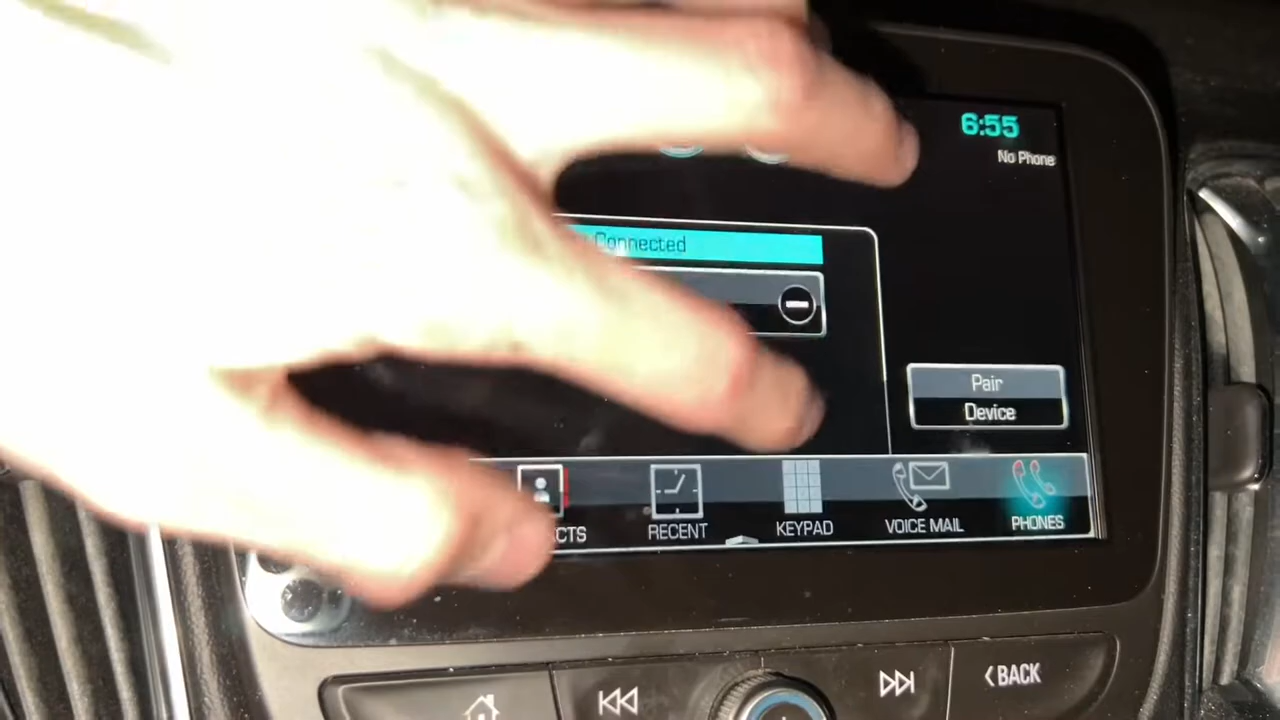 6:55
No Phone
Connected
Pair
Device
CTS
RECENT
KEYPAD
VOICE MAIL
PHONES
BACK